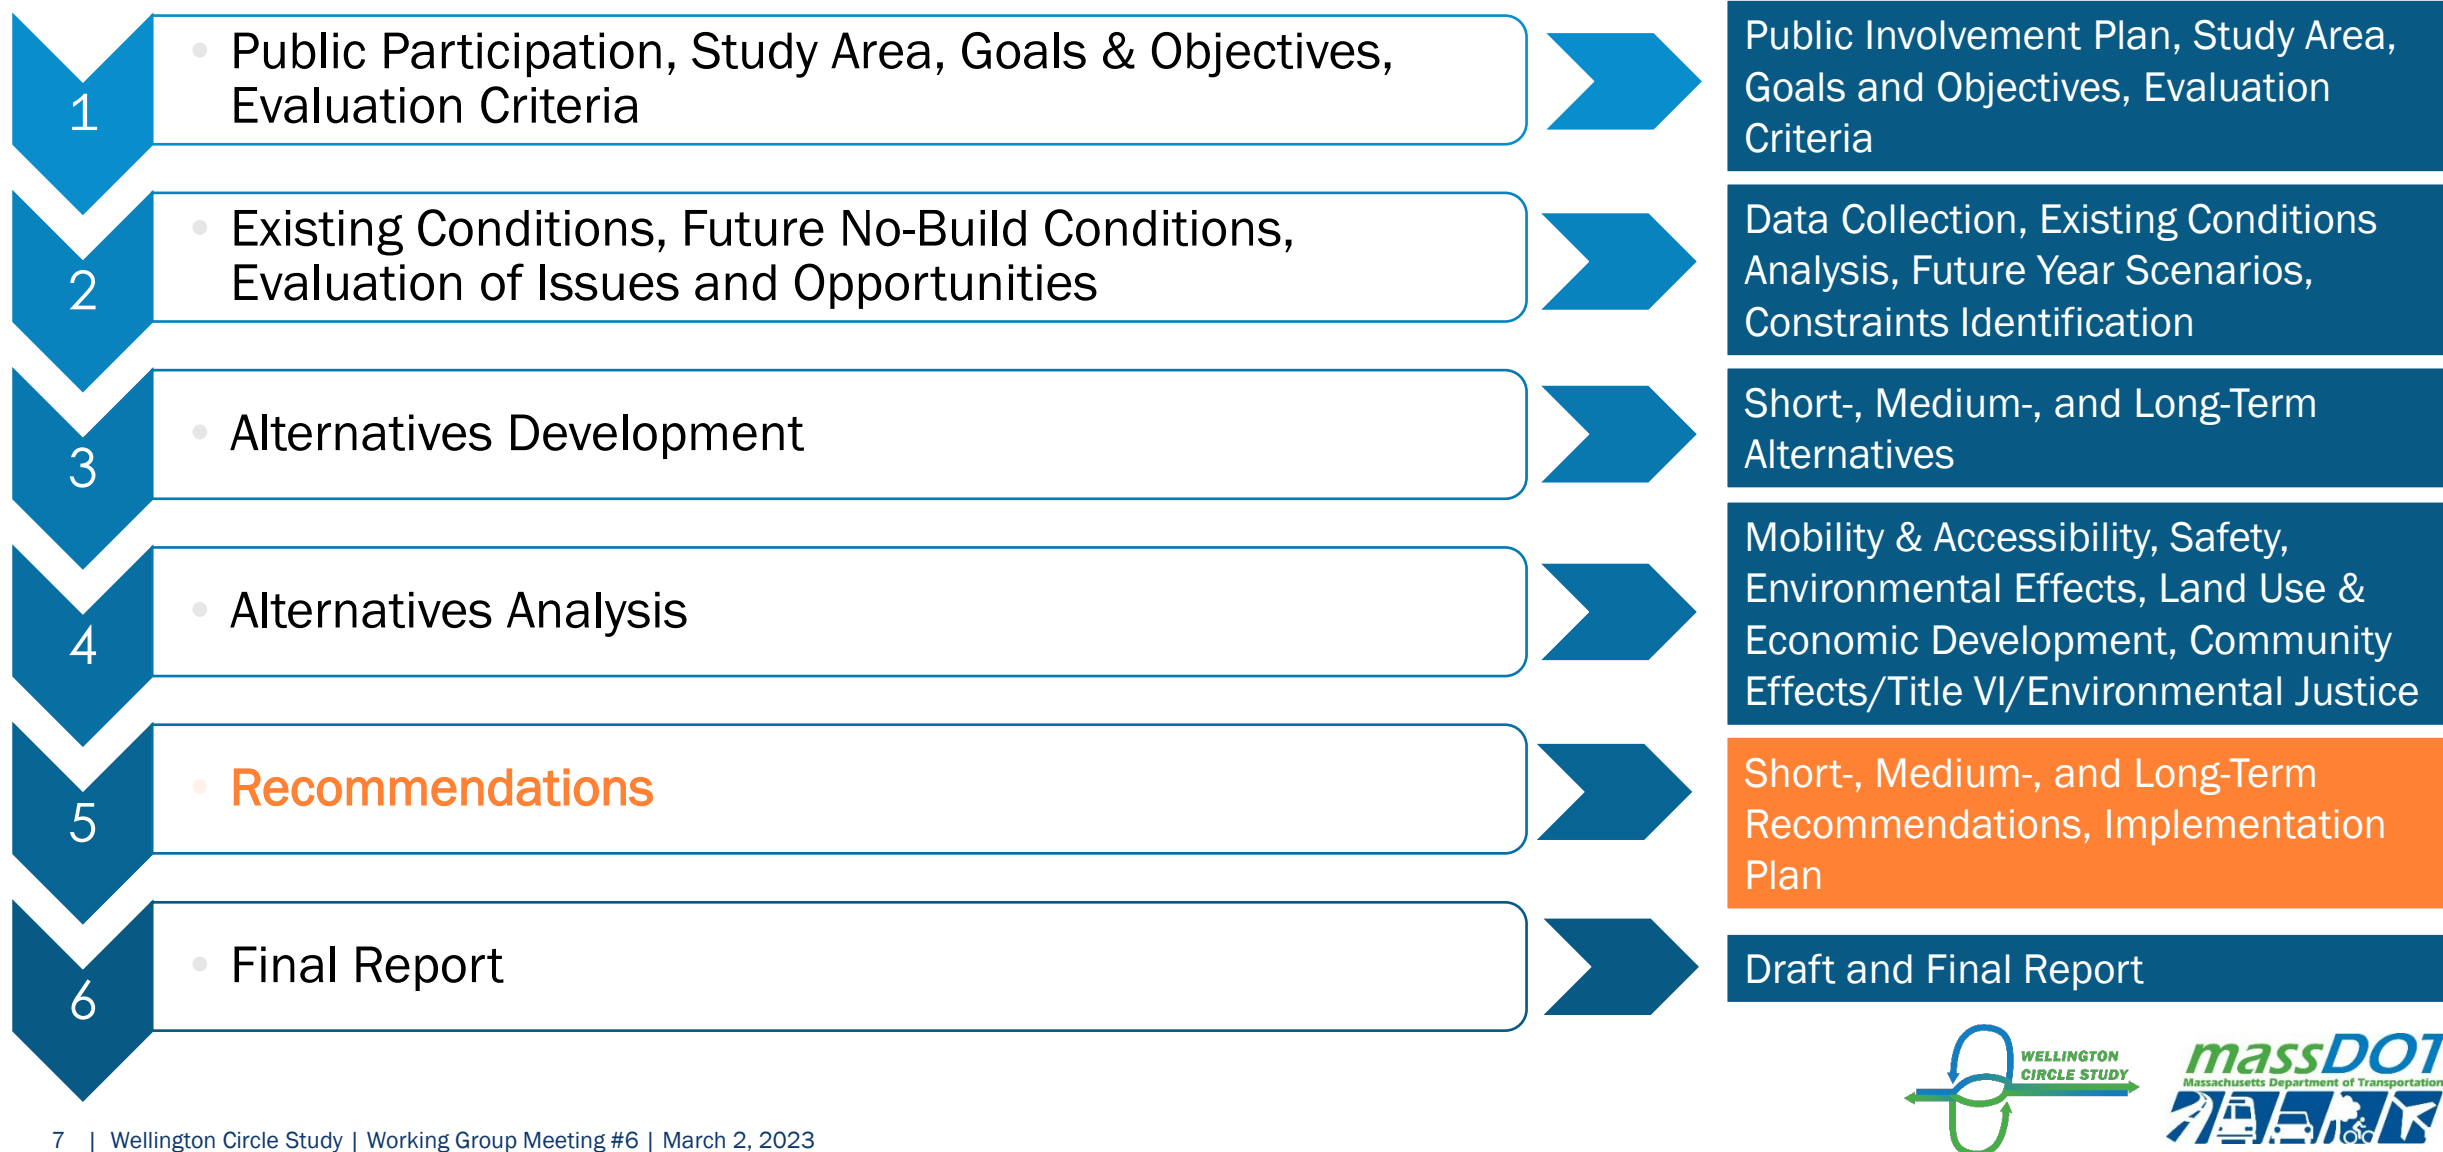 1
• Public Participation, Study Area, Goals & Objectives,
Evaluation Criteria
Public Involvement Plan, Study Area,
Goals and Objectives, Evaluation
Criteria
2
• Existing Conditions, Future No-Build Conditions,
Evaluation of Issues and Opportunities
Data Collection, Existing Conditions
Analysis, Future Year Scenarios,
Constraints Identification
3
• Alternatives Development
Short-, Medium-, and Long-Term
Alternatives
4
• Alternatives Analysis
Mobility & Accessibility, Safety,
Environmental Effects, Land Use &
Economic Development, Community
Effects/Title VI/Environmental Justice
5
• Recommendations
Short-, Medium-, and Long-Term
Recommendations, Implementation
Plan
6
• Final Report
Draft and Final Report
WELLINGTON
CIRCLE STUDY
massDOT
Massachusetts Department of Transportation
7 | Wellington Circle Study | Working Group Meeting #6 | March 2, 2023